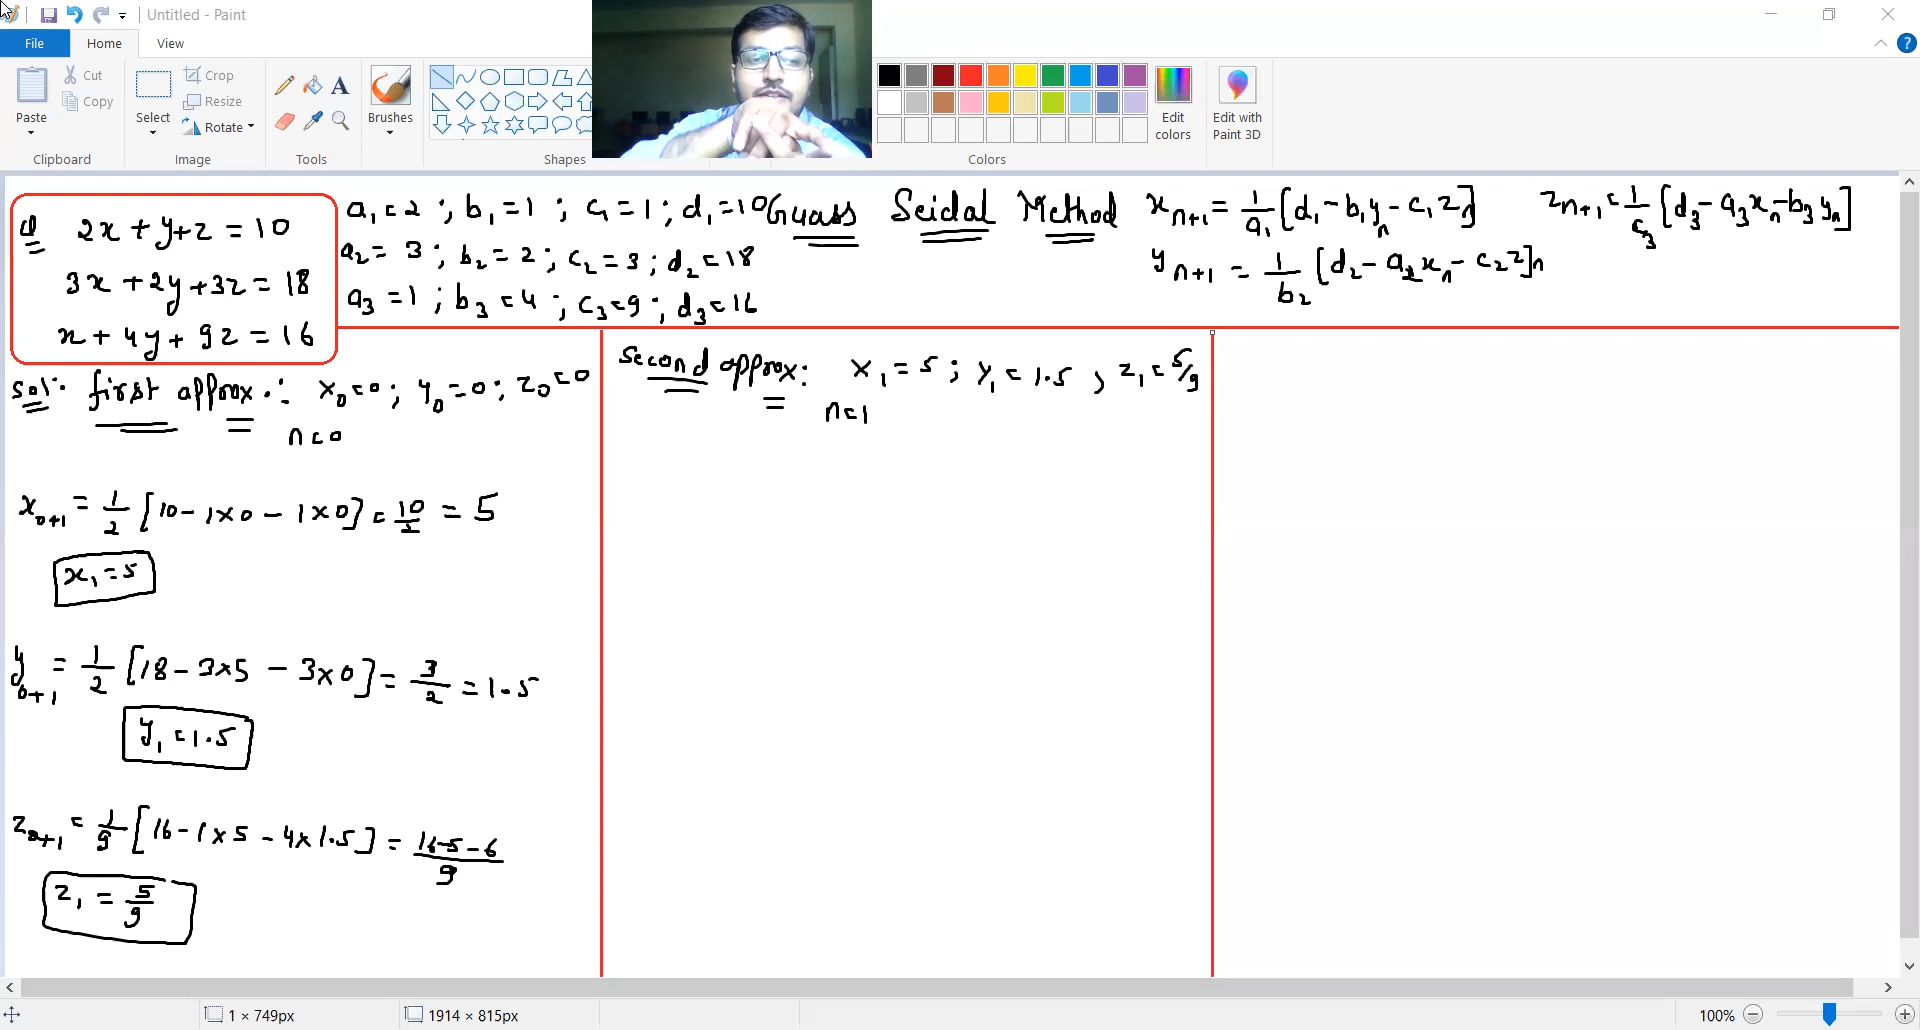 Untitled - Paint
File Home View
Paste
Cut
Copy
Clipboard
Select
Crop
Resize
Rotate
Image
Tools
Brushes
Shapes
Colors
Edit colors
Edit with Paint 3D
Q 2x + y + z = 10
3x + 2y + 3z = 18
x + 4y + 9z = 16
a₁ = 2 ; b₁ = 1 ; c₁ = 1 ; d₁ = 10
a₂ = 3 ; b₂ = 2 ; c₂ = 3 ; d₂ = 18
a₃ = 1 ; b₃ = 4 ; c₃ = 9 ; d₃ = 16
Guass Seidal Method
xₙ₊₁ = 1/a₁ [d₁ - b₁yₙ - c₁zₙ]
yₙ₊₁ = 1/b₂ [d₂ - a₂xₙ - c₂z]ₙ
zₙ₊₁ = 1/c₃ [d₃ - a₃xₙ - b₃yₙ]
sol: first approx.: x₀ = 0 ; y₀ = 0 ; z₀ = 0
n = 0
x₀₊₁ = 1/2 [10 - 1×0 - 1×0] = 10/2 = 5
x₁ = 5
y₀₊₁ = 1/2 [18 - 3×5 - 3×0] = 3/2 = 1.5
y₁ = 1.5
z₀₊₁ = 1/9 [16 - 1×5 - 4×1.5] = (16-5-6)/9
z₁ = 5/9
Second approx: x₁ = 5 ; y₁ = 1.5 , z₁ = 5/9
n = 1
1 × 749px
1914 × 815px
100%